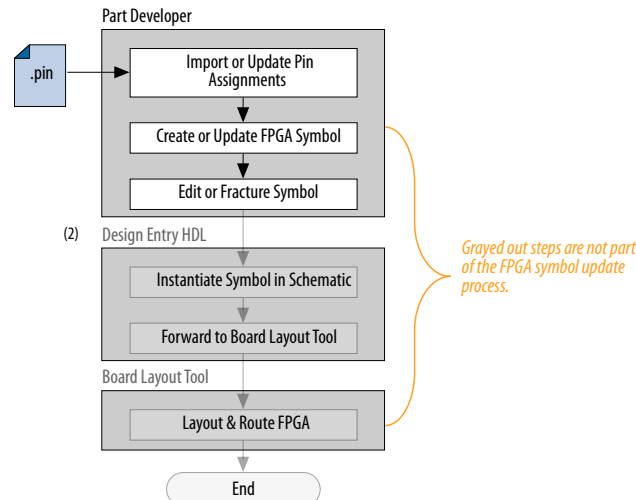 Part Developer
.pin
Import or Update Pin
Assignments
Create or Update FPGA Symbol
Edit or Fracture Symbol
(2)
Design Entry HDL
Instantiate Symbol in Schematic
Forward to Board Layout Tool
Grayed out steps are not part
of the FPGA symbol update
process.
Board Layout Tool
Layout & Route FPGA
End